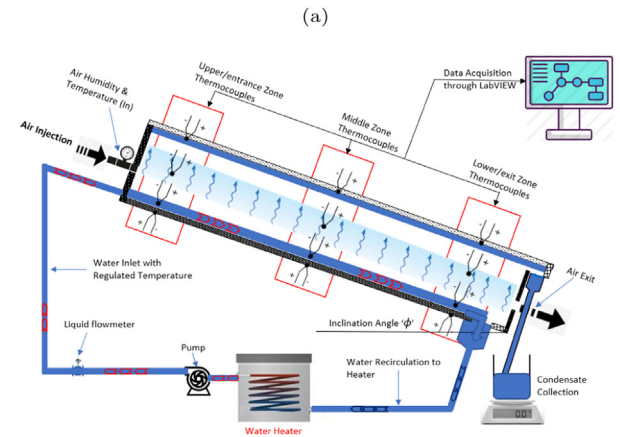 (a)
Air Humidity &
Temperature (In)
Upper/entrance Zone
Thermocouples
Data Acquisition
through LabVIEW
Middle Zone
Thermocouples
Air Injection
Lower/exit Zone
Thermocouples
Water Inlet with
Regulated Temperature
Air Exit
Inclination Angle 'ϕ'
Liquid flowmeter
Pump
Water Recirculation to
Heater
Condensate
Collection
0.0
Water Heater